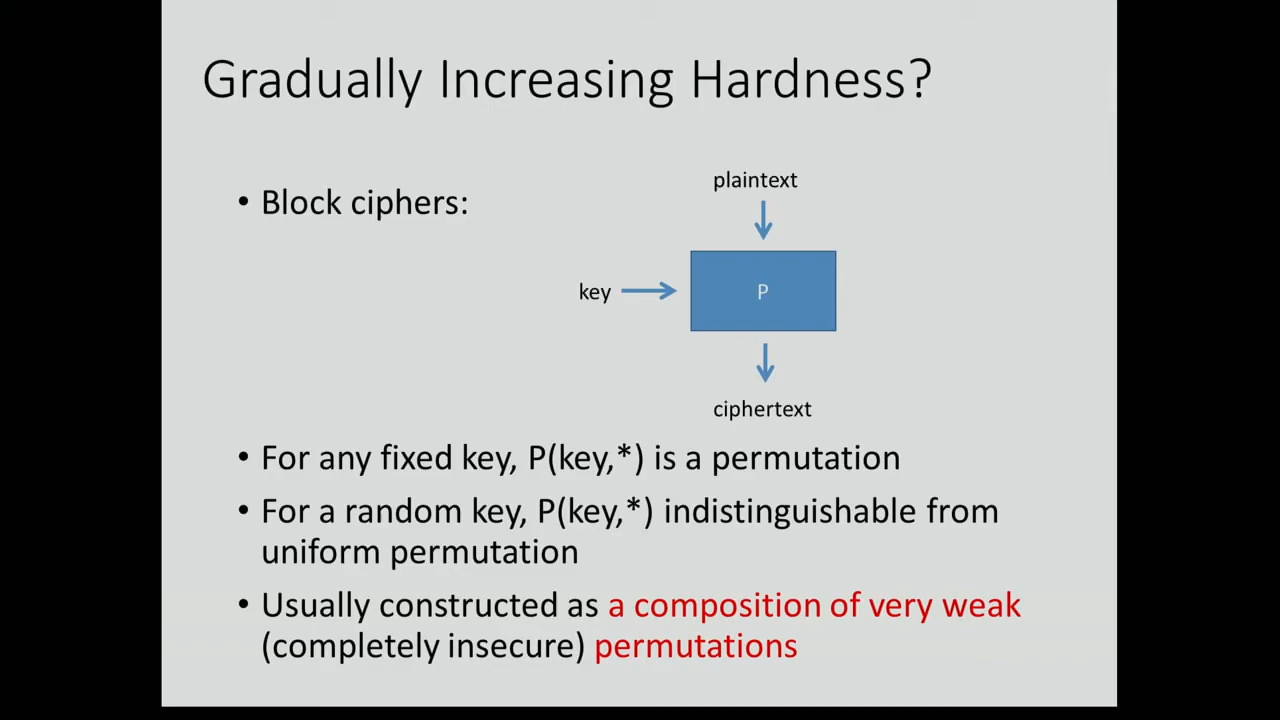 Gradually Increasing Hardness?
• Block ciphers:
plaintext
key
P
ciphertext
• For any fixed key, P(key,*) is a permutation
• For a random key, P(key,*) indistinguishable from
uniform permutation
• Usually constructed as a composition of very weak
(completely insecure) permutations